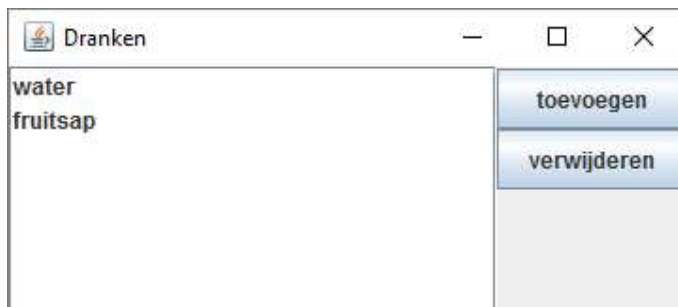 Dranken
water
fruitsap
toevoegen
verwijderen